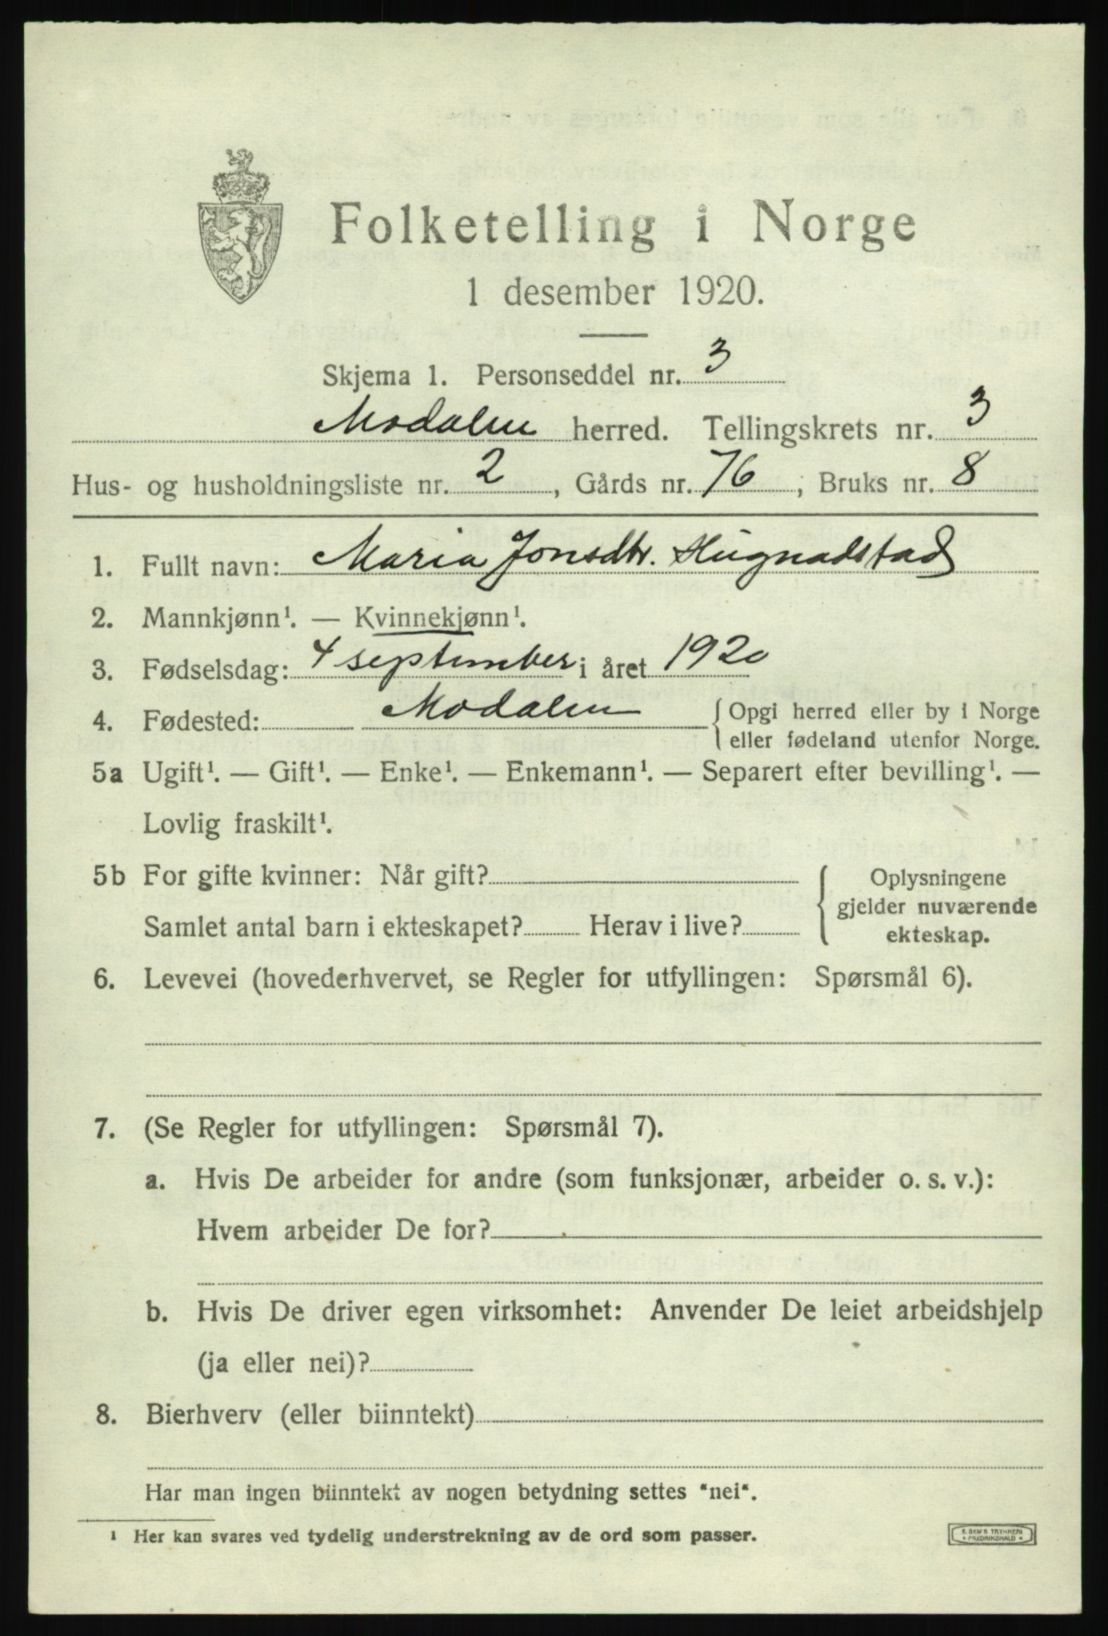 Folketelling i Norge
1 desember 1920.
Skjema 1. Personseddel nr. 3
Modalen herred. Tellingskrets nr. 3
Hus- og husholdningsliste nr. 2, Gårds nr. 76, Bruks nr. 8
1. Fullt navn: Maria Jonsdtr. Hugnadstad
2. Mannkjønn¹. — Kvinnekjønn¹.
3. Fødselsdag: 4 september i året 1920
4. Fødested: Modalen { Opgi herred eller by i Norge
eller fødeland utenfor Norge.
5a Ugift¹. — Gift¹. — Enke¹. — Enkemann¹. — Separert efter bevilling¹. —
Lovlig fraskilt¹.
5b For gifte kvinner: Når gift? { Oplysningene
gjelder nuværende
Samlet antal barn i ekteskapet? Herav i live? ekteskap.
6. Levevei (hovederhvervet, se Regler for utfyllingen: Spørsmål 6).
7. (Se Regler for utfyllingen: Spørsmål 7).
a. Hvis De arbeider for andre (som funksjonær, arbeider o. s. v.):
Hvem arbeider De for?
b. Hvis De driver egen virksomhet: Anvender De leiet arbeidshjelp
(ja eller nei)?
8. Bierhverv (eller biinntekt)
Har man ingen biinntekt av nogen betydning settes "nei".
¹ Her kan svares ved tydelig understrekning av de ord som passer.